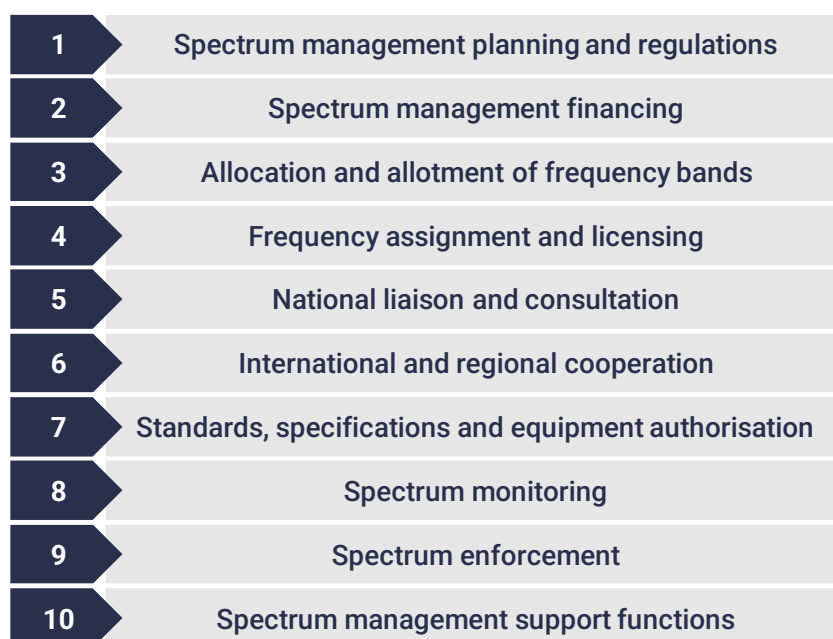 1 Spectrum management planning and regulations
2 Spectrum management financing
3 Allocation and allotment of frequency bands
4 Frequency assignment and licensing
5 National liaison and consultation
6 International and regional cooperation
7 Standards, specifications and equipment authorisation
8 Spectrum monitoring
9 Spectrum enforcement
10 Spectrum management support functions